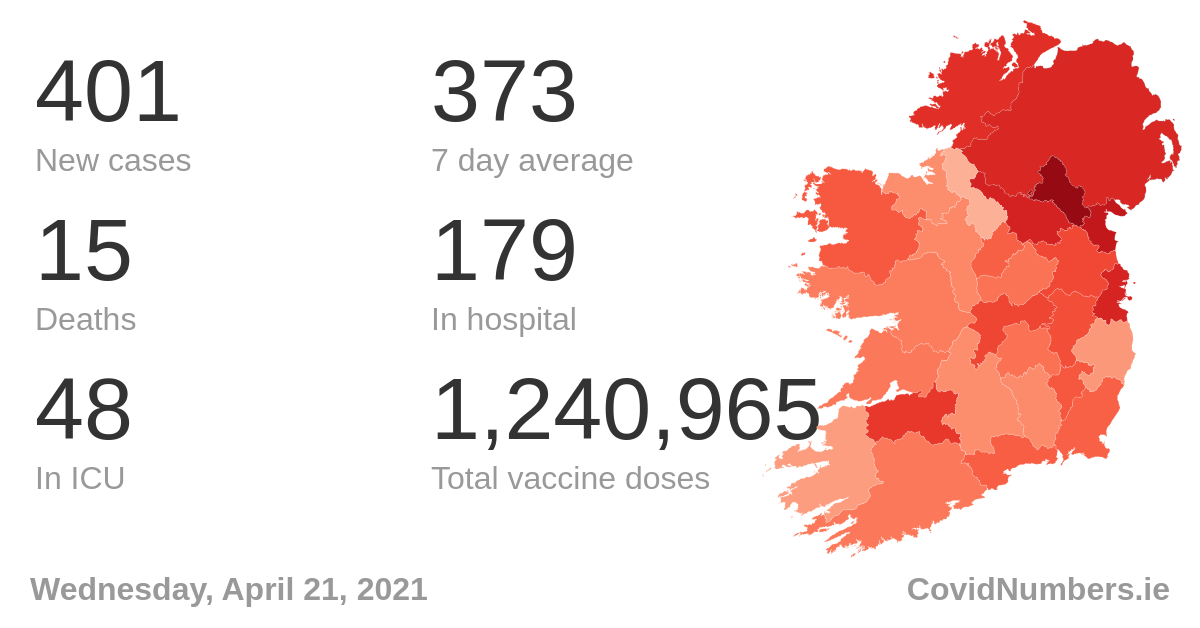 401
New cases
373
7 day average
15
Deaths
179
In hospital
48
In ICU
1,240,965
Total vaccine doses
Wednesday, April 21, 2021
CovidNumbers.ie